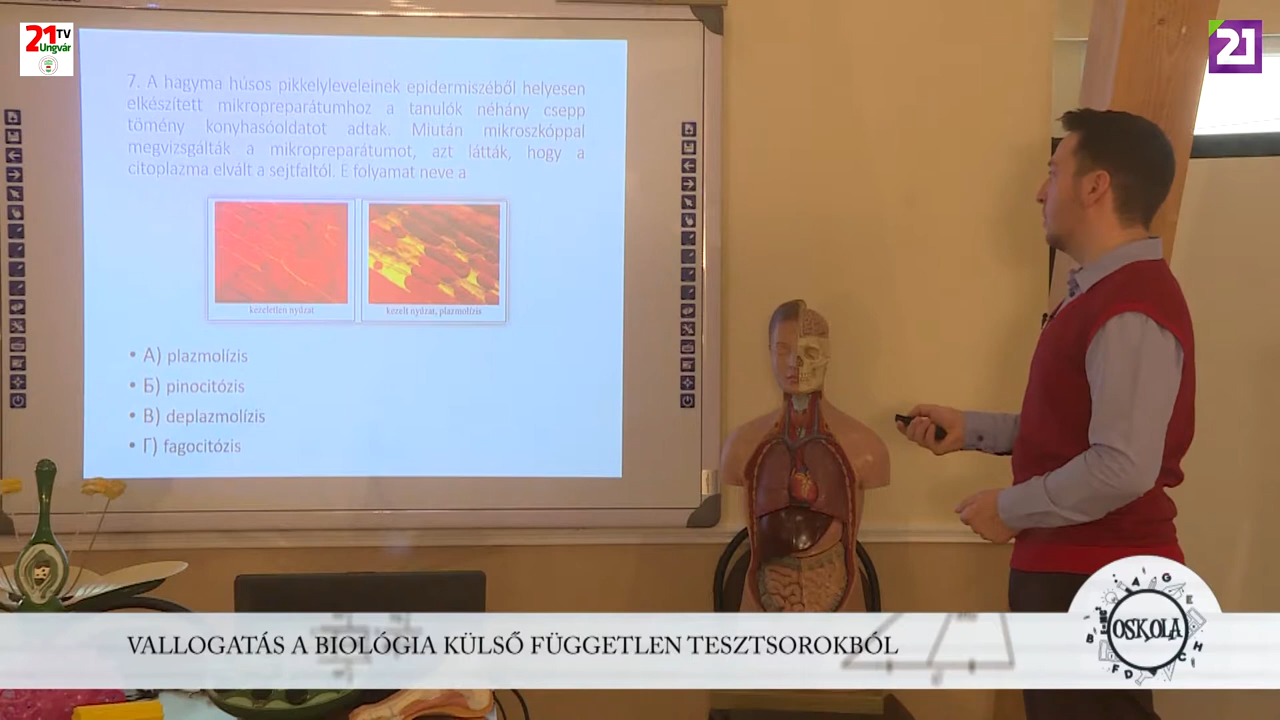 21 TV
Ungvár
21
7. A hagyma húsos pikkelyleveleinek epidermiszéből helyesen
elkészített mikropreparátumhoz a tanulók néhány csepp
tömény konyhasóoldatot adtak. Miután mikroszkóppal
megvizsgálták a mikropreparátumot, azt látták, hogy a
citoplazma elvált a sejtfaltól. E folyamat neve a
kezeletlen nyúzat
kezelt nyúzat, plazmolízis
• А) plazmolízis
• Б) pinocitózis
• В) deplazmolízis
• Г) fagocitózis
VALLOGATÁS A BIOLÓGIA KÜLSŐ FÜGGETLEN TESZTSOROKBÓL
OSKOLA